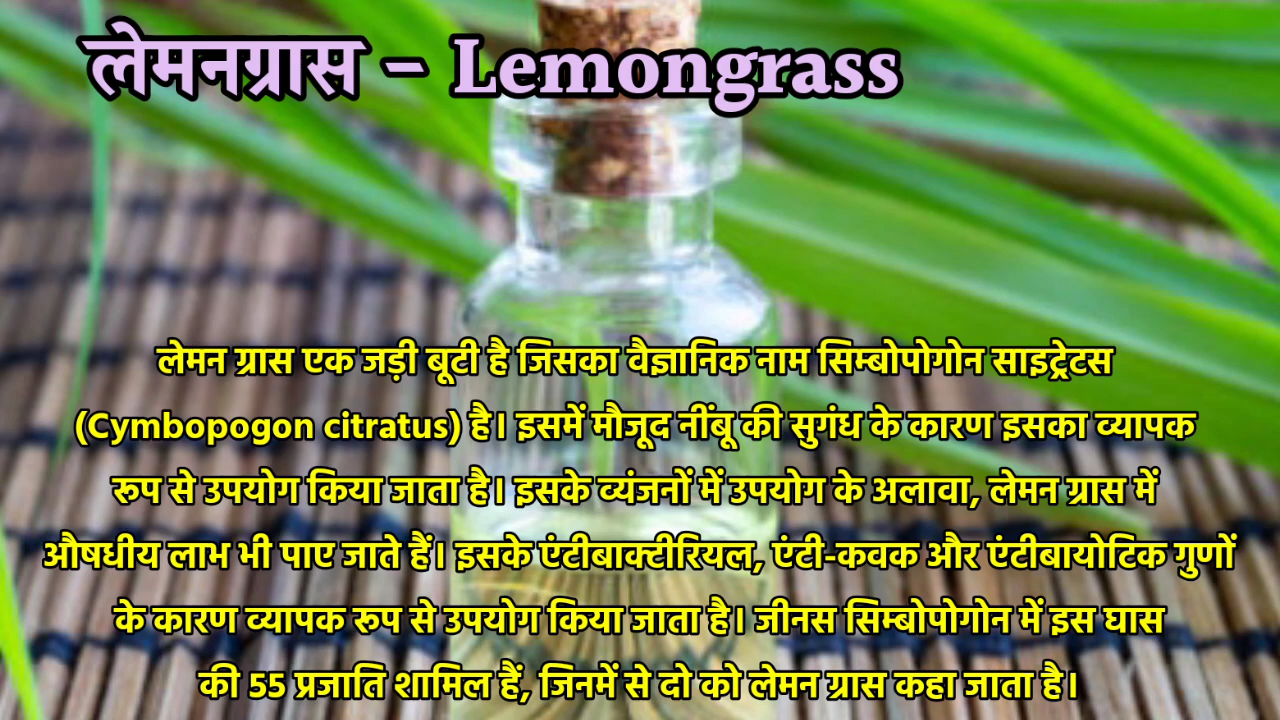 लेमनग्रास – Lemongrass
लेमन ग्रास एक जड़ी बूटी है जिसका वैज्ञानिक नाम सिम्बोपोगोन साइट्रेटस
(Cymbopogon citratus) है। इसमें मौजूद नींबू की सुगंध के कारण इसका व्यापक
रूप से उपयोग किया जाता है। इसके व्यंजनों में उपयोग के अलावा, लेमन ग्रास में
औषधीय लाभ भी पाए जाते हैं। इसके एंटीबाक्टीरियल, एंटी-कवक और एंटीबायोटिक गुणों
के कारण व्यापक रूप से उपयोग किया जाता है। जीनस सिम्बोपोगोन में इस घास
की 55 प्रजाति शामिल हैं, जिनमें से दो को लेमन ग्रास कहा जाता है।